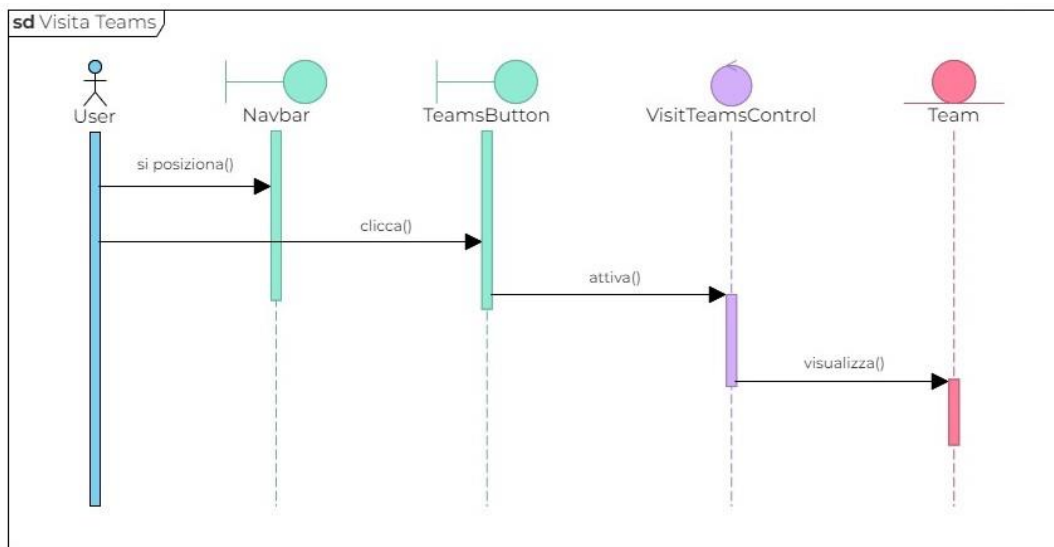 sd Visita Teams
User
Navbar
TeamsButton
VisitTeamsControl
Team
si posiziona()
clicca()
attiva()
visualizza()